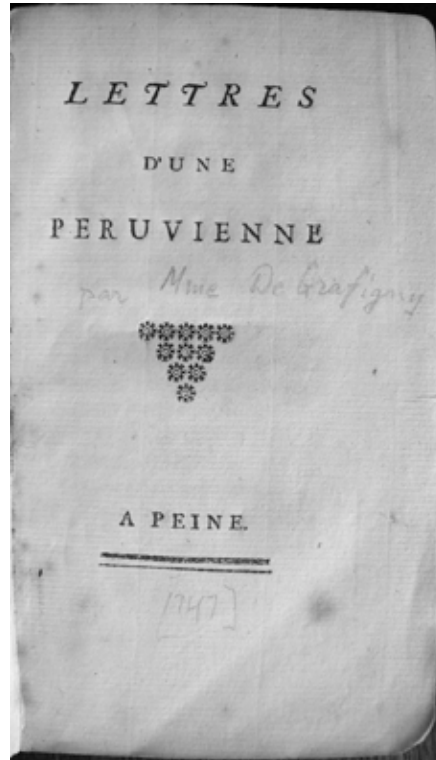 LETTRES
D'UNE
PERUVIENNE
par Mme De Grafigny
A PEINE.
[1747]